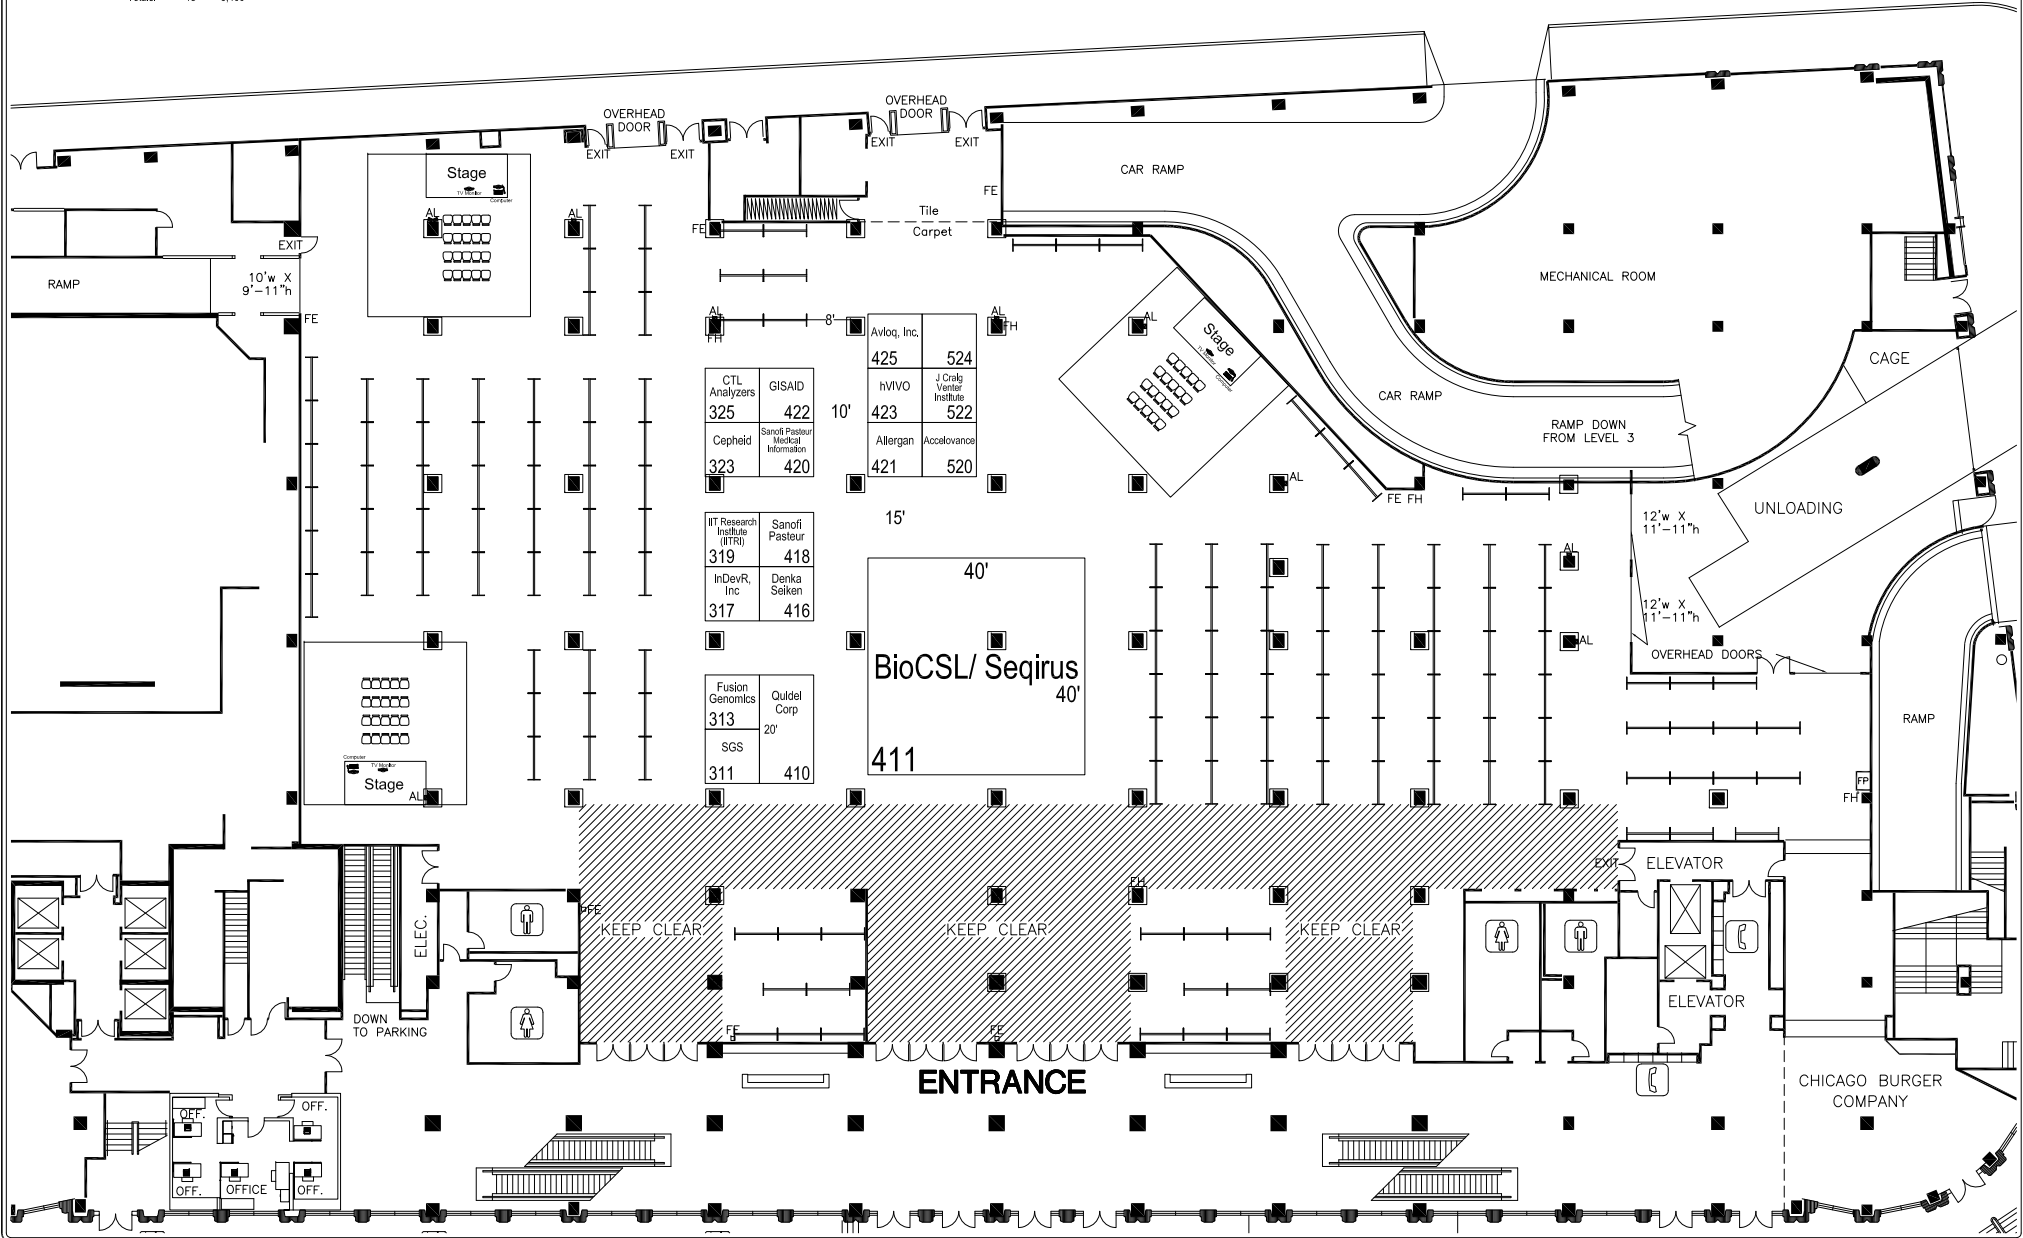 OVERHEAD
DOOR
OVERHEAD
DOOR
EXIT
EXIT
EXIT
EXIT
Stage
TV Monitor
Computer
CAR RAMP
FE
AL
AL
FE
Tile
Carpet
EXIT
RAMP
10'w X
9'-11"h
MECHANICAL ROOM
FE
AL
FH
8'
AL
FH
AL
Stage
TV Monitor
Computer
Avloq, Inc.
425
524
CAGE
CTL
Analyzers
325
GISAID
422
10'
hVIVO
423
J Craig
Venter
Institute
522
CAR RAMP
Cepheid
323
Sanofi Pasteur
Medical
Information
420
Allergan
421
Accelovance
520
RAMP DOWN
FROM LEVEL 3
AL
FE FH
15'
UNLOADING
12'w X
11'-11"h
IIT Research
Institute
(IITRI)
319
Sanofi
Pasteur
418
AL
InDevR,
Inc
317
Denka
Seiken
416
40'
12'w X
11'-11"h
AL
OVERHEAD DOORS
BioCSL/ Seqirus
40'
411
Fusion
Genomics
313
Quidel
Corp
20'
410
SGS
311
RAMP
Computer
TV Monitor
Stage
AL
FP
FH
EXIT
ELEVATOR
ELEC.
FE
FH
KEEP CLEAR
KEEP CLEAR
KEEP CLEAR
ELEVATOR
DOWN
TO PARKING
FE
FE
ENTRANCE
CHICAGO BURGER
COMPANY
OFF.
OFF.
OFF.
OFFICE
OFF.